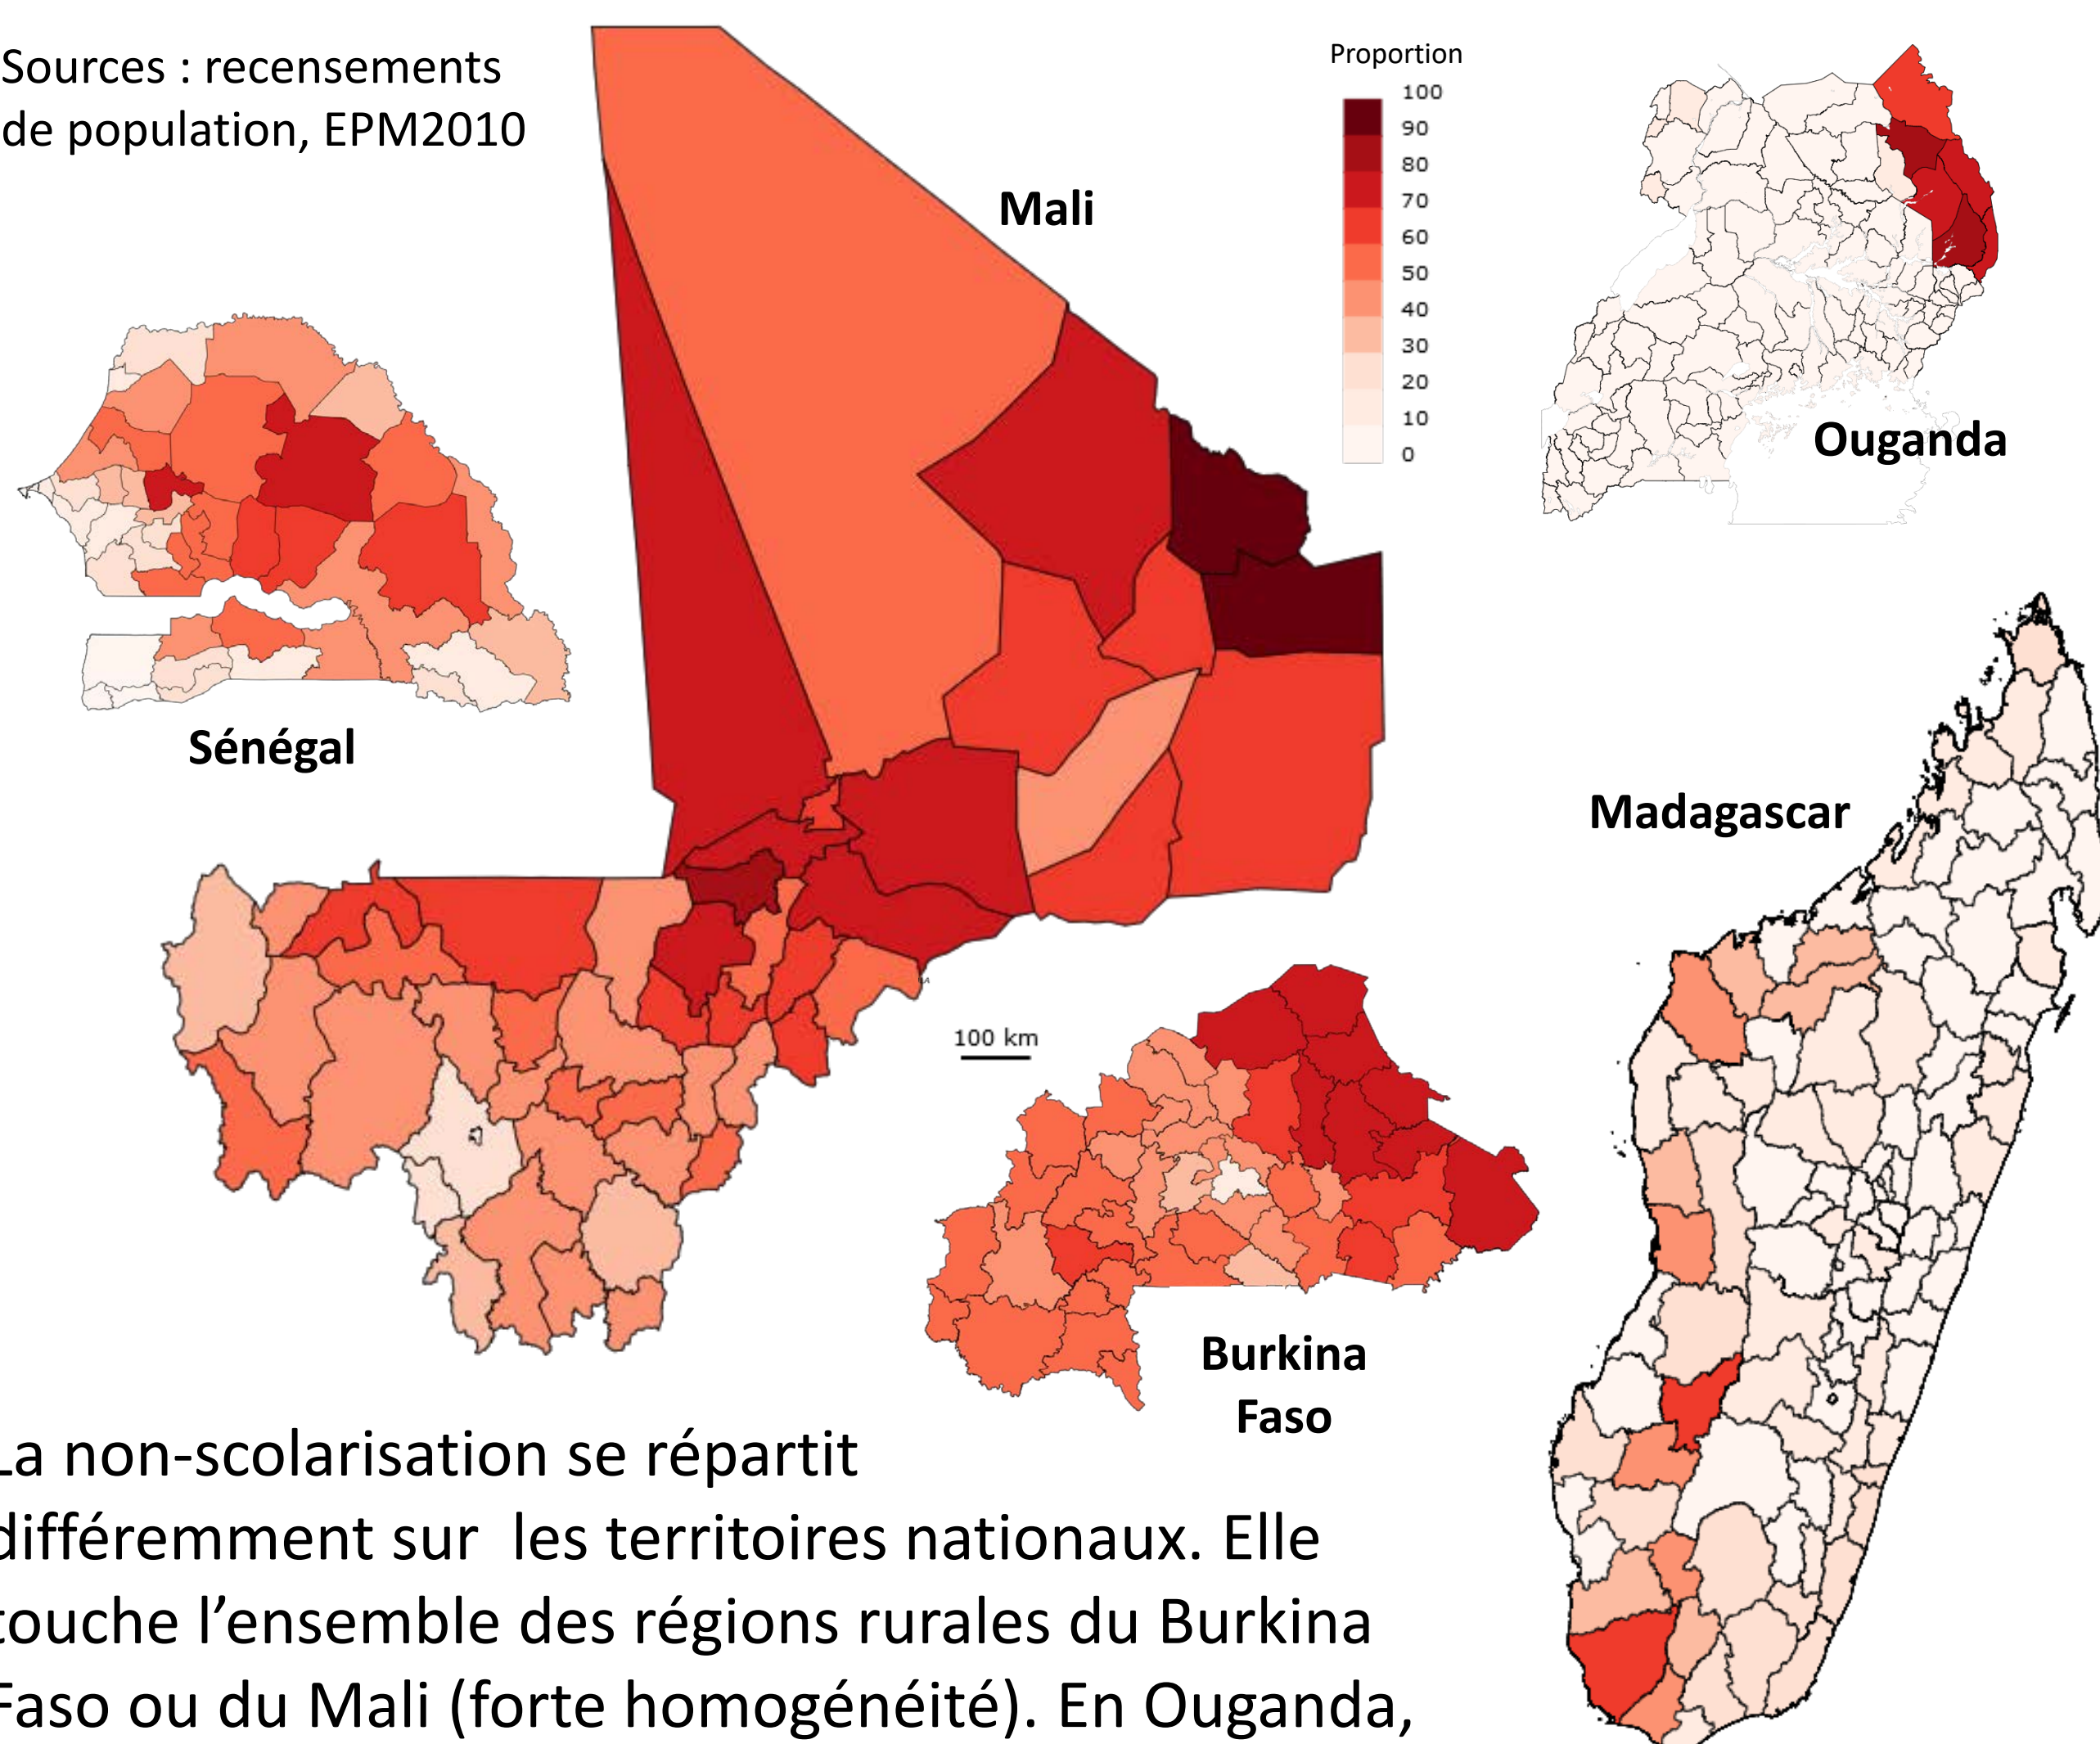 Sources : recensements
de population, EPM2010
Mali
Proportion
100
90
80
70
60
50
40
30
20
10
0
Ouganda
Sénégal
Madagascar
100 km
Burkina
Faso
La non-scolarisation se répartit
différemment sur les territoires nationaux. Elle
touche l’ensemble des régions rurales du Burkina
Faso ou du Mali (forte homogénéité). En Ouganda,